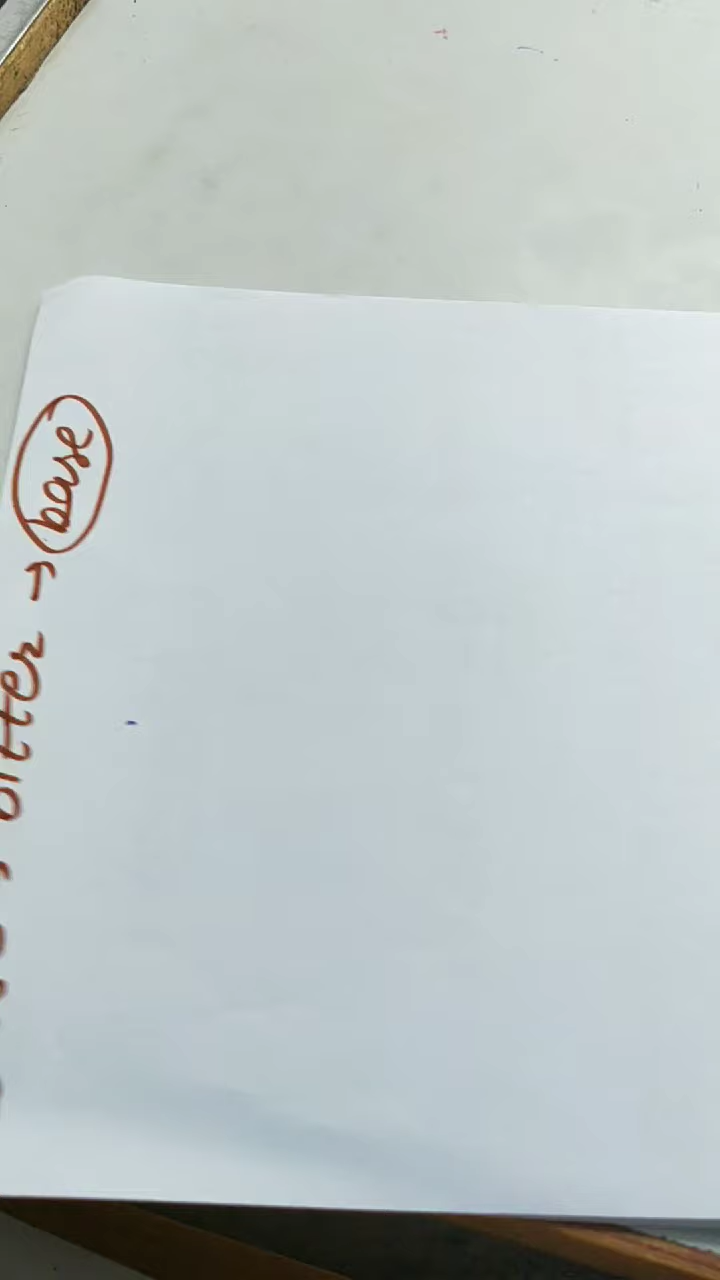 , bitter → base